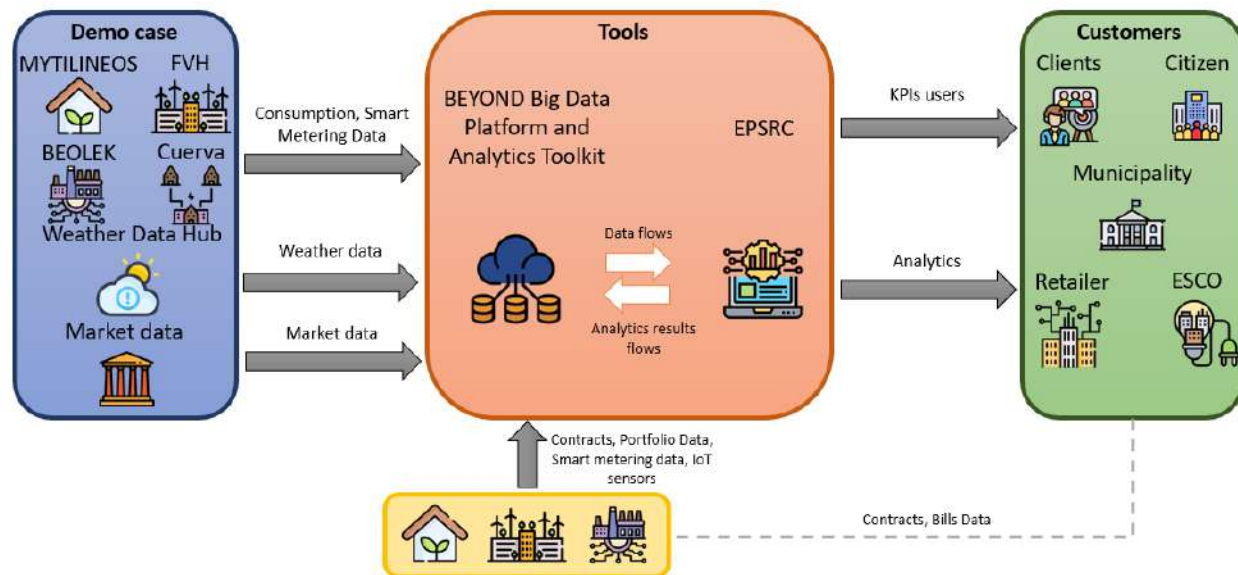 Demo case
MYTILINEOS
FVH
BEOLEK
Cuerva
Weather Data Hub
Market data
Consumption, Smart
Metering Data
Weather data
Market data
Tools
BEYOND Big Data
Platform and
Analytics Toolkit
EPSRC
Data flows
Analytics results
flows
KPIs users
Analytics
Customers
Clients
Citizen
Municipality
Retailer
ESCO
Contracts, Portfolio Data,
Smart metering data, IoT
sensors
Contracts, Bills Data